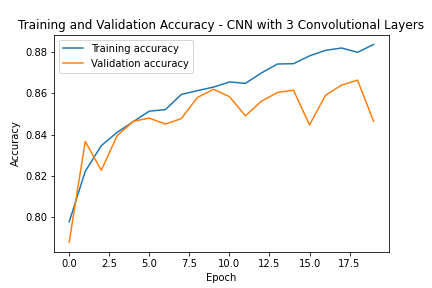 Training and Validation Accuracy - CNN with 3 Convolutional Layers
Training accuracy
Validation accuracy
Accuracy
0.88
0.86
0.84
0.82
0.80
0.0 2.5 5.0 7.5 10.0 12.5 15.0 17.5
Epoch